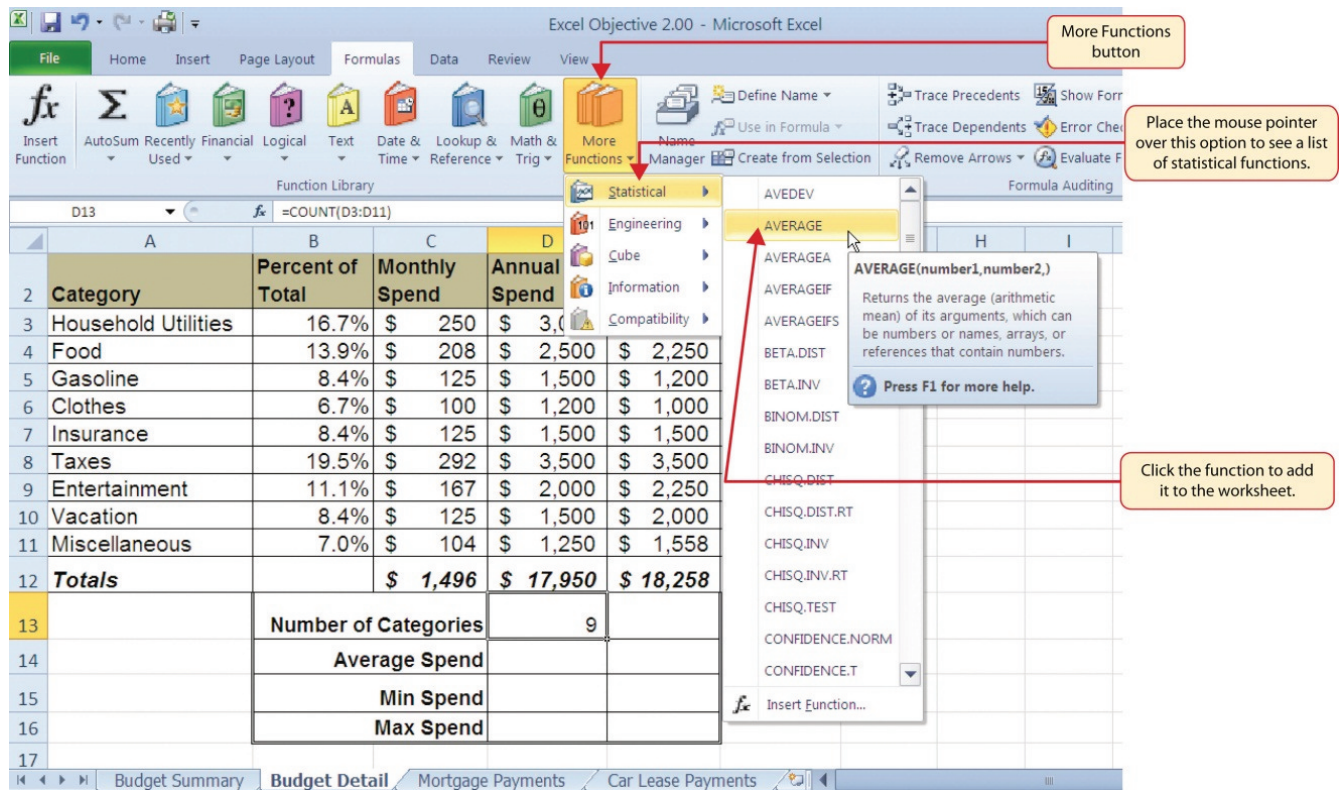 Excel Objective 2.00 - Microsoft Excel
More Functions button
File Home Insert Page Layout Formulas Data Review View
Insert Function
AutoSum
Recently Used
Financial
Logical
Text
Date & Time
Lookup & Reference
Math & Trig
More Functions
Name Manager
Define Name
Use in Formula
Create from Selection
Trace Precedents
Trace Dependents
Remove Arrows
Show Forr
Error Che
Evaluate F
Function Library
Formula Auditing
Place the mouse pointer
over this option to see a list
of statistical functions.
D13 fx =COUNT(D3:D11)
Statistical
Engineering
Cube
Information
Compatibility
AVEDEV
AVERAGE
AVERAGEA
AVERAGEIF
AVERAGEIFS
BETA.DIST
BETA.INV
BINOM.DIST
BINOM.INV
CHISQ.DIST
CHISQ.DIST.RT
CHISQ.INV
CHISQ.INV.RT
CHISQ.TEST
CONFIDENCE.NORM
CONFIDENCE.T
Insert Function...
AVERAGE(number1,number2,)
Returns the average (arithmetic
mean) of its arguments, which can
be numbers or names, arrays, or
references that contain numbers.
Press F1 for more help.
Click the function to add
it to the worksheet.
A B C D H I
2 Category Percent of Total Monthly Spend Annual Spend
3 Household Utilities 16.7% $ 250 $ 3,0
4 Food 13.9% $ 208 $ 2,500 $ 2,250
5 Gasoline 8.4% $ 125 $ 1,500 $ 1,200
6 Clothes 6.7% $ 100 $ 1,200 $ 1,000
7 Insurance 8.4% $ 125 $ 1,500 $ 1,500
8 Taxes 19.5% $ 292 $ 3,500 $ 3,500
9 Entertainment 11.1% $ 167 $ 2,000 $ 2,250
10 Vacation 8.4% $ 125 $ 1,500 $ 2,000
11 Miscellaneous 7.0% $ 104 $ 1,250 $ 1,558
12 Totals $ 1,496 $ 17,950 $ 18,258
13 Number of Categories 9
14 Average Spend
15 Min Spend
16 Max Spend
17
Budget Summary Budget Detail Mortgage Payments Car Lease Payments